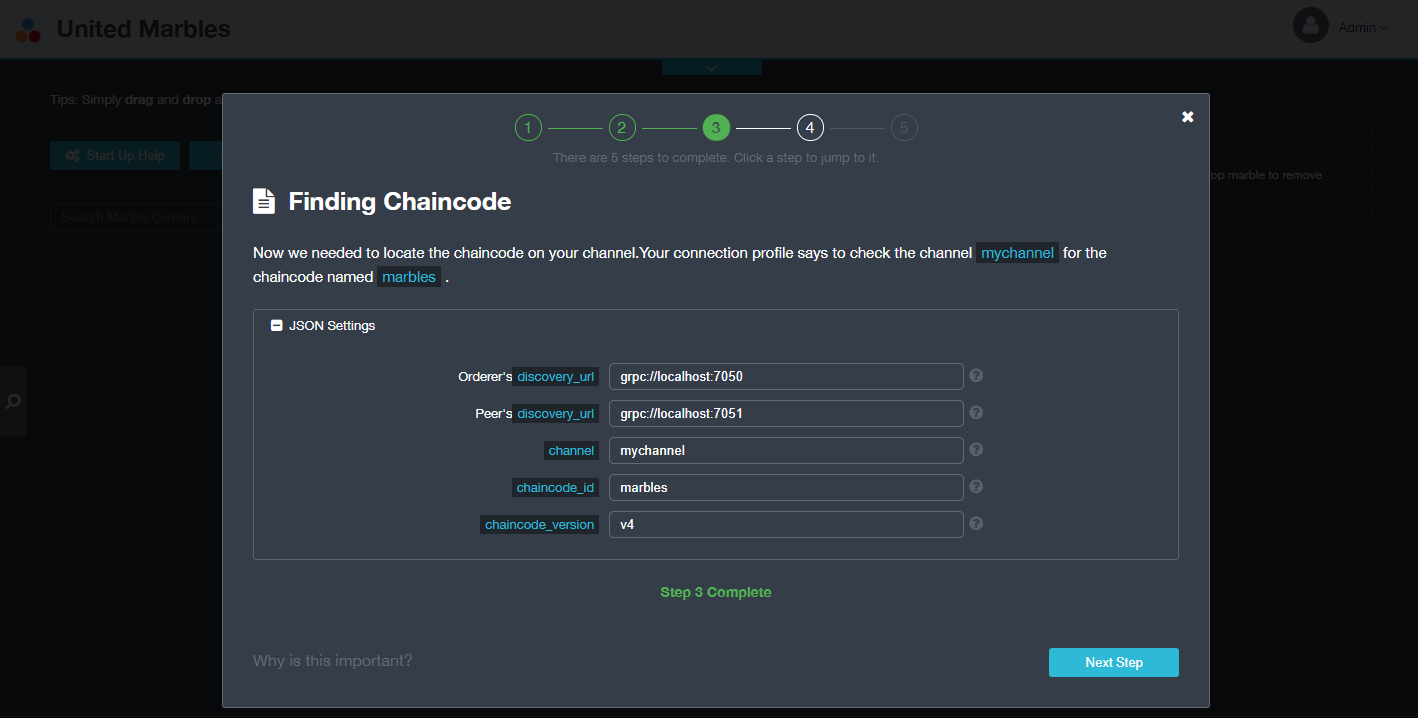 United Marbles
Admin
Tips: Simply drag and drop a
Start Up Help
Search Marble Owners
op marble to remove
1 2 3 4 5
There are 5 steps to complete. Click a step to jump to it.
Finding Chaincode
Now we needed to locate the chaincode on your channel.Your connection profile says to check the channel mychannel for the
chaincode named marbles .
JSON Settings
Orderer's discovery_url grpc://localhost:7050
Peer's discovery_url grpc://localhost:7051
channel mychannel
chaincode_id marbles
chaincode_version v4
Step 3 Complete
Why is this important?
Next Step